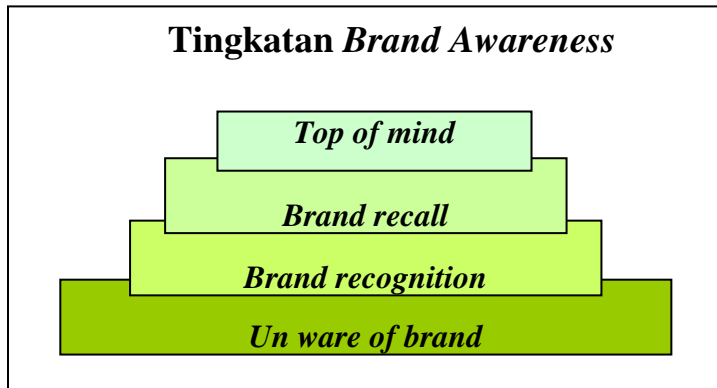 Tingkatan Brand Awareness
Top of mind
Brand recall
Brand recognition
Un ware of brand